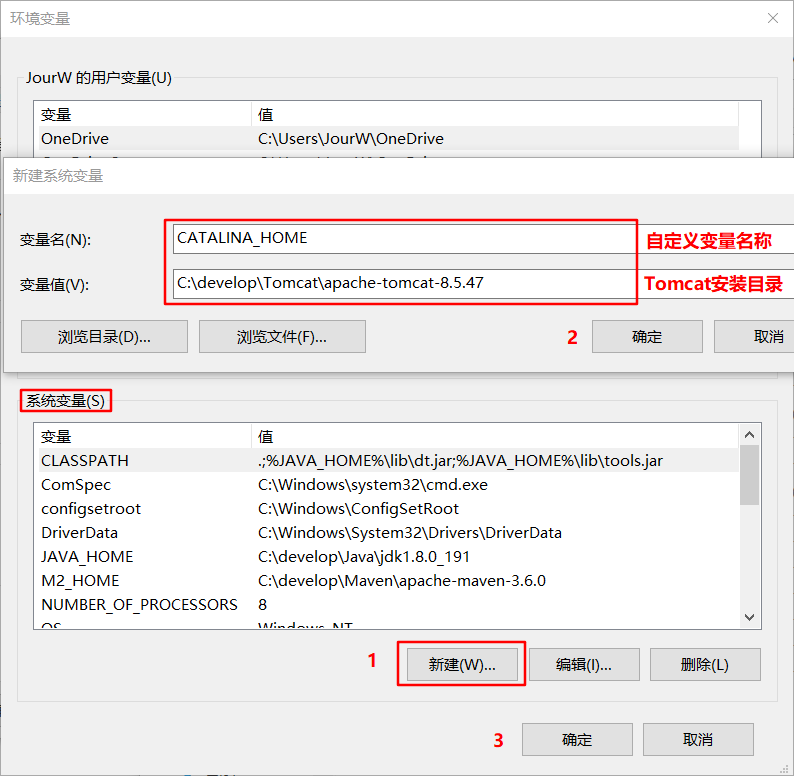 环境变量
JourW 的用户变量(U)
变量 值
OneDrive C:\Users\JourW\OneDrive
新建系统变量
变量名(N): CATALINA_HOME 自定义变量名称
变量值(V): C:\develop\Tomcat\apache-tomcat-8.5.47 Tomcat安装目录
浏览目录(D)... 浏览文件(F)... 2 确定 取消
系统变量(S)
变量 值
CLASSPATH .;%JAVA_HOME%\lib\dt.jar;%JAVA_HOME%\lib\tools.jar
ComSpec C:\Windows\system32\cmd.exe
configsetroot C:\Windows\ConfigSetRoot
DriverData C:\Windows\System32\Drivers\DriverData
JAVA_HOME C:\develop\Java\jdk1.8.0_191
M2_HOME C:\develop\Maven\apache-maven-3.6.0
NUMBER_OF_PROCESSORS 8
OS Windows_NT
1 新建(W)... 编辑(I)... 删除(L)
3 确定 取消